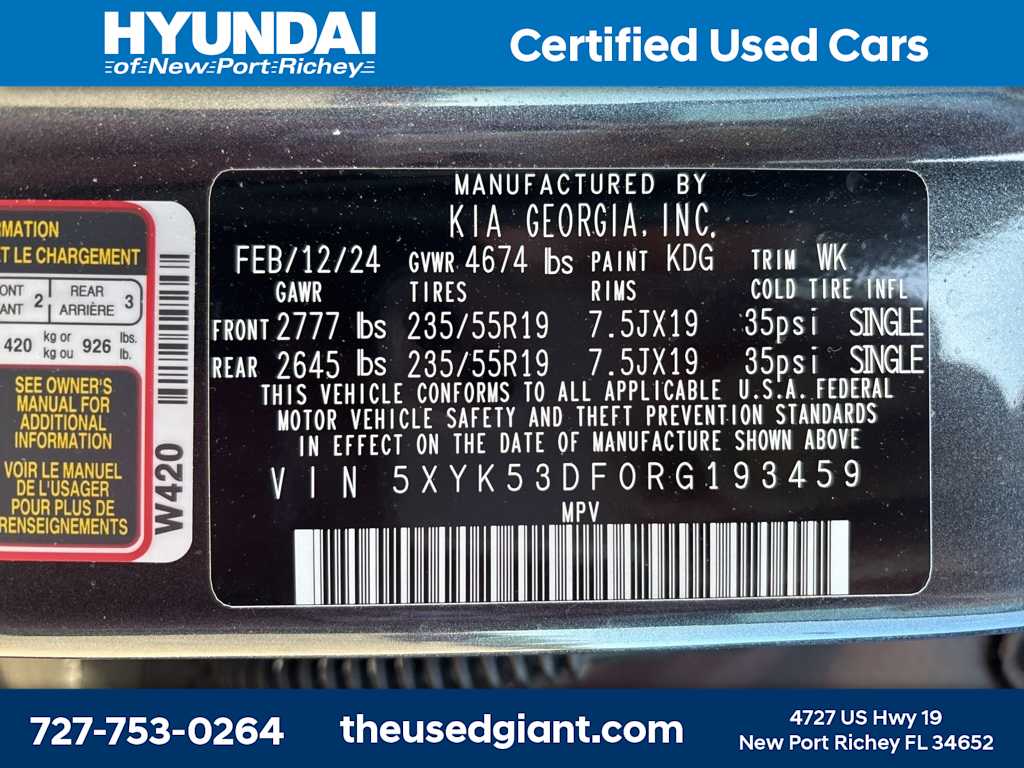 HYUNDAI
of New Port Richey
Certified Used Cars
MANUFACTURED BY
KIA GEORGIA, INC.
FEB/12/24 GVWR 4674 lbs PAINT KDG TRIM WK
GAWR TIRES RIMS COLD TIRE INFL
FRONT 2777 lbs 235/55R19 7.5JX19 35psi SINGLE
REAR 2645 lbs 235/55R19 7.5JX19 35psi SINGLE
THIS VEHICLE CONFORMS TO ALL APPLICABLE U.S.A. FEDERAL
MOTOR VEHICLE SAFETY AND THEFT PREVENTION STANDARDS
IN EFFECT ON THE DATE OF MANUFACTURE SHOWN ABOVE
VIN 5XYK53DF0RG193459
MPV
ET LE CHARGEMENT
2 REAR 3
ARRIÈRE
420 kg or 926 lbs.
kg ou lb.
SEE OWNER'S
MANUAL FOR
ADDITIONAL
INFORMATION
VOIR LE MANUEL
DE L'USAGER
POUR PLUS DE
RENSEIGNEMENTS
W420
727-753-0264
theusedgiant.com
4727 US Hwy 19
New Port Richey FL 34652